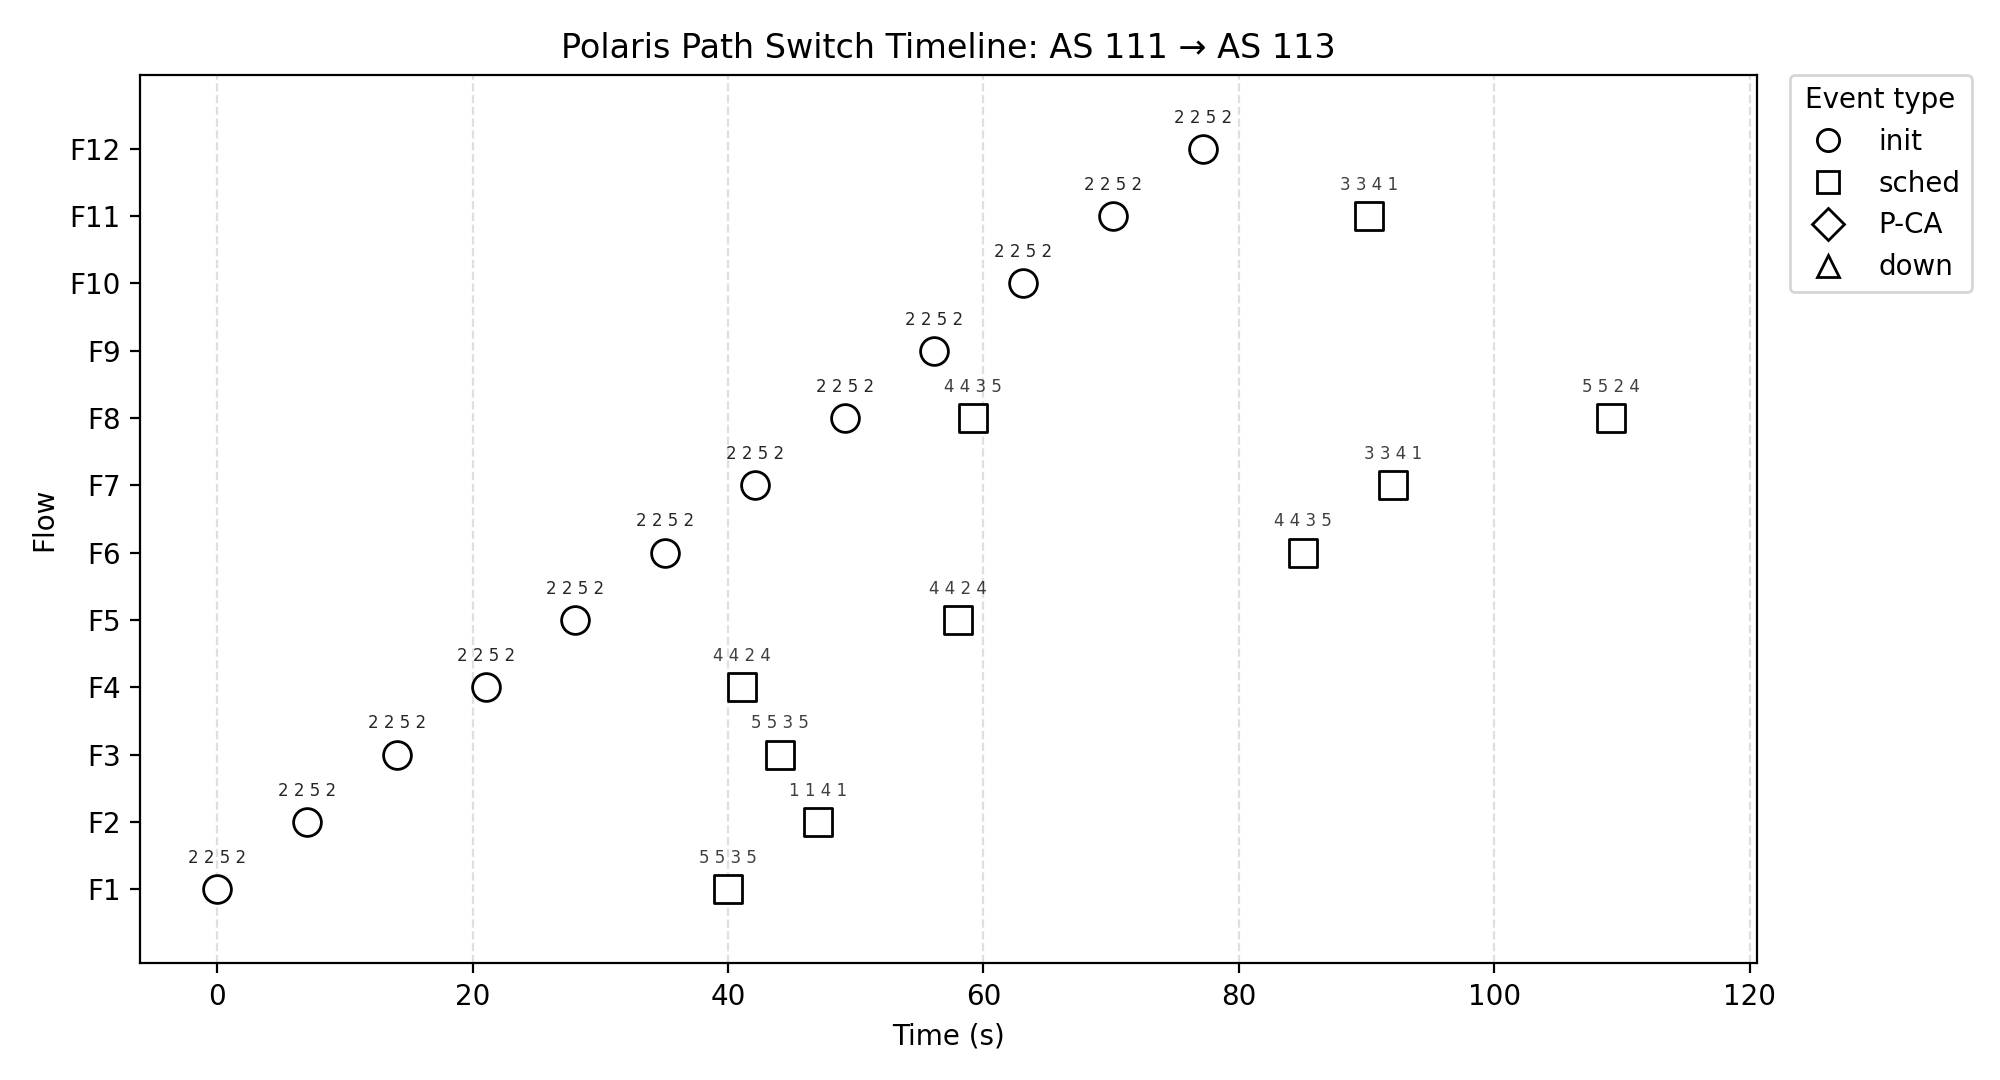 Polaris Path Switch Timeline: AS 111 → AS 113
Event type
init
sched
P-CA
down
2 2 5 2
F12
2 2 5 2
3 3 4 1
F11
2 2 5 2
F10
2 2 5 2
F9
2 2 5 2
4 4 3 5
5 5 2 4
F8
2 2 5 2
3 3 4 1
F7
2 2 5 2
4 4 3 5
F6
2 2 5 2
4 4 2 4
F5
2 2 5 2
4 4 2 4
F4
2 2 5 2
5 5 3 5
F3
2 2 5 2
1 1 4 1
F2
2 2 5 2
5 5 3 5
F1
Flow
0 20 40 60 80 100 120
Time (s)